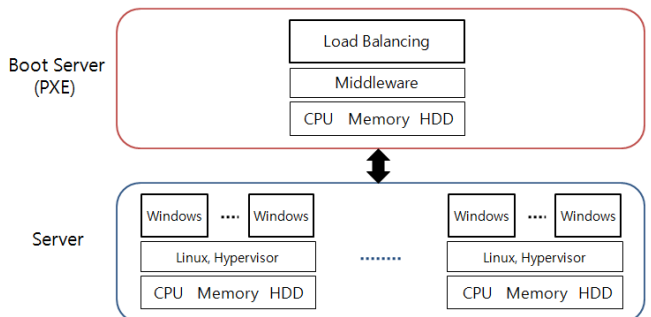 Boot Server
(PXE)
Load Balancing
Middleware
CPU Memory HDD
Server
Windows Windows Windows Windows
Linux, Hypervisor Linux, Hypervisor
CPU Memory HDD CPU Memory HDD